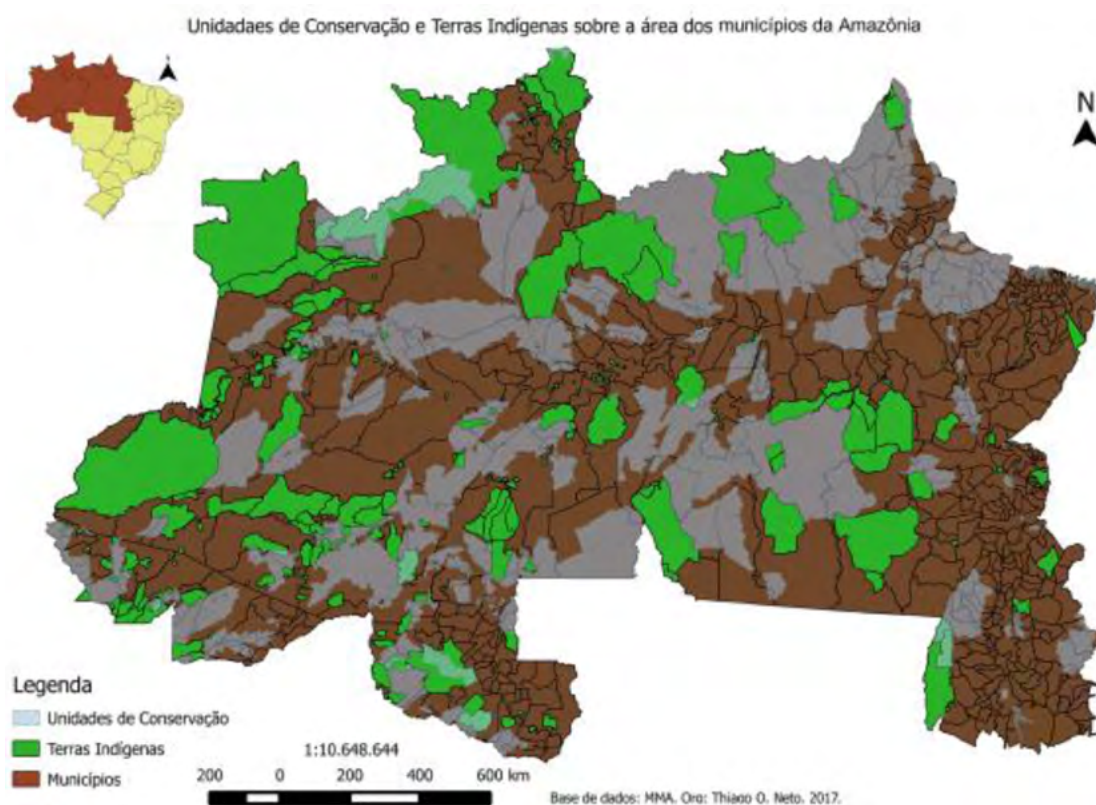 Unidadaes de Conservação e Terras Indígenas sobre a área dos municípios da Amazônia
N
Legenda
Unidades de Conservação
Terras Indígenas
Municípios
1:10.648.644
200 0 200 400 600 km
Base de dados: MMA. Org: Thiago O. Neto. 2017.